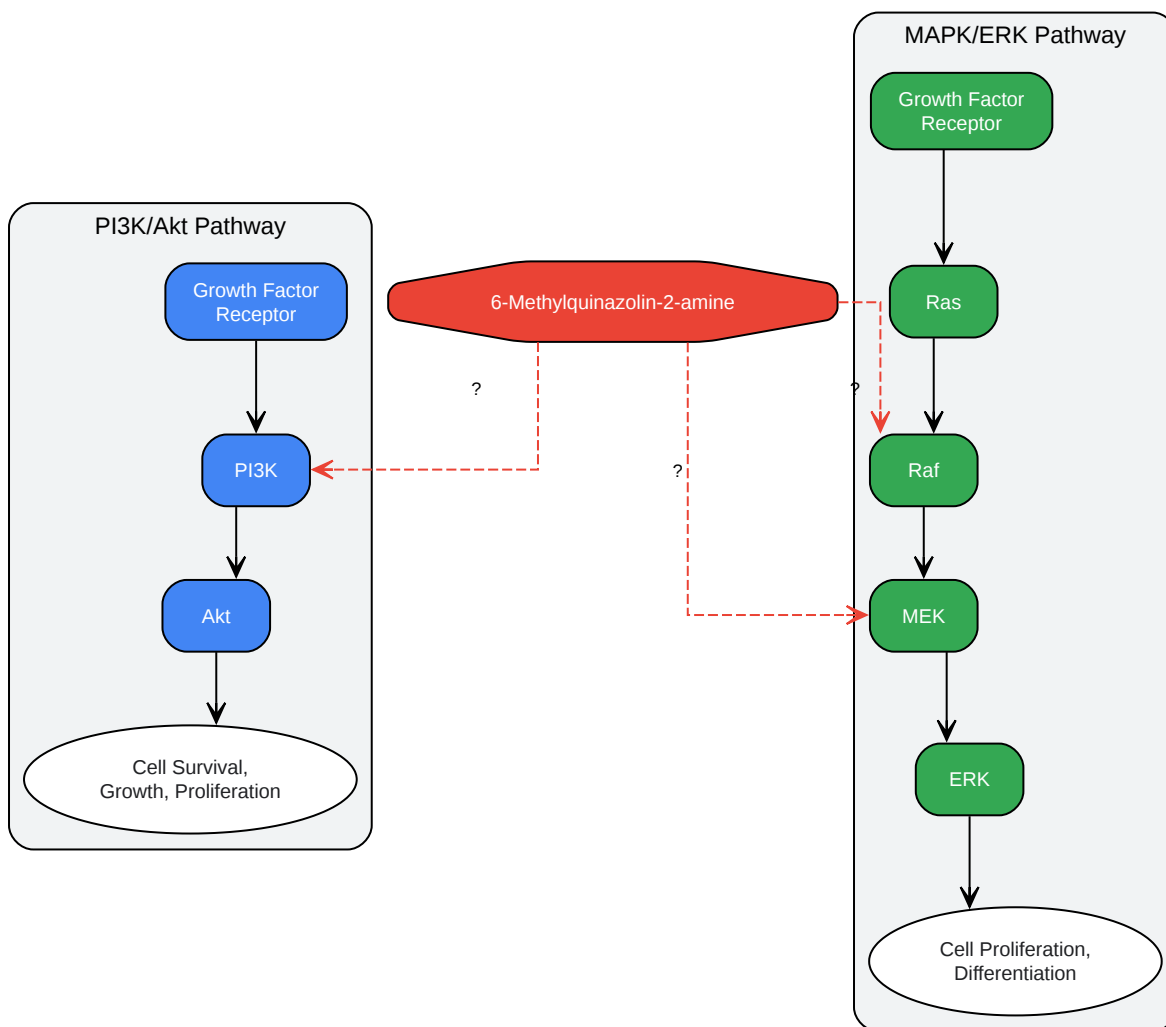 MAPK/ERK Pathway
Growth Factor
Receptor
PI3K/Akt Pathway
Growth Factor
Receptor
6-Methylquinazolin-2-amine
Ras
?
?
PI3K
?
Raf
Akt
MEK
Cell Survival,
Growth, Proliferation
ERK
Cell Proliferation,
Differentiation